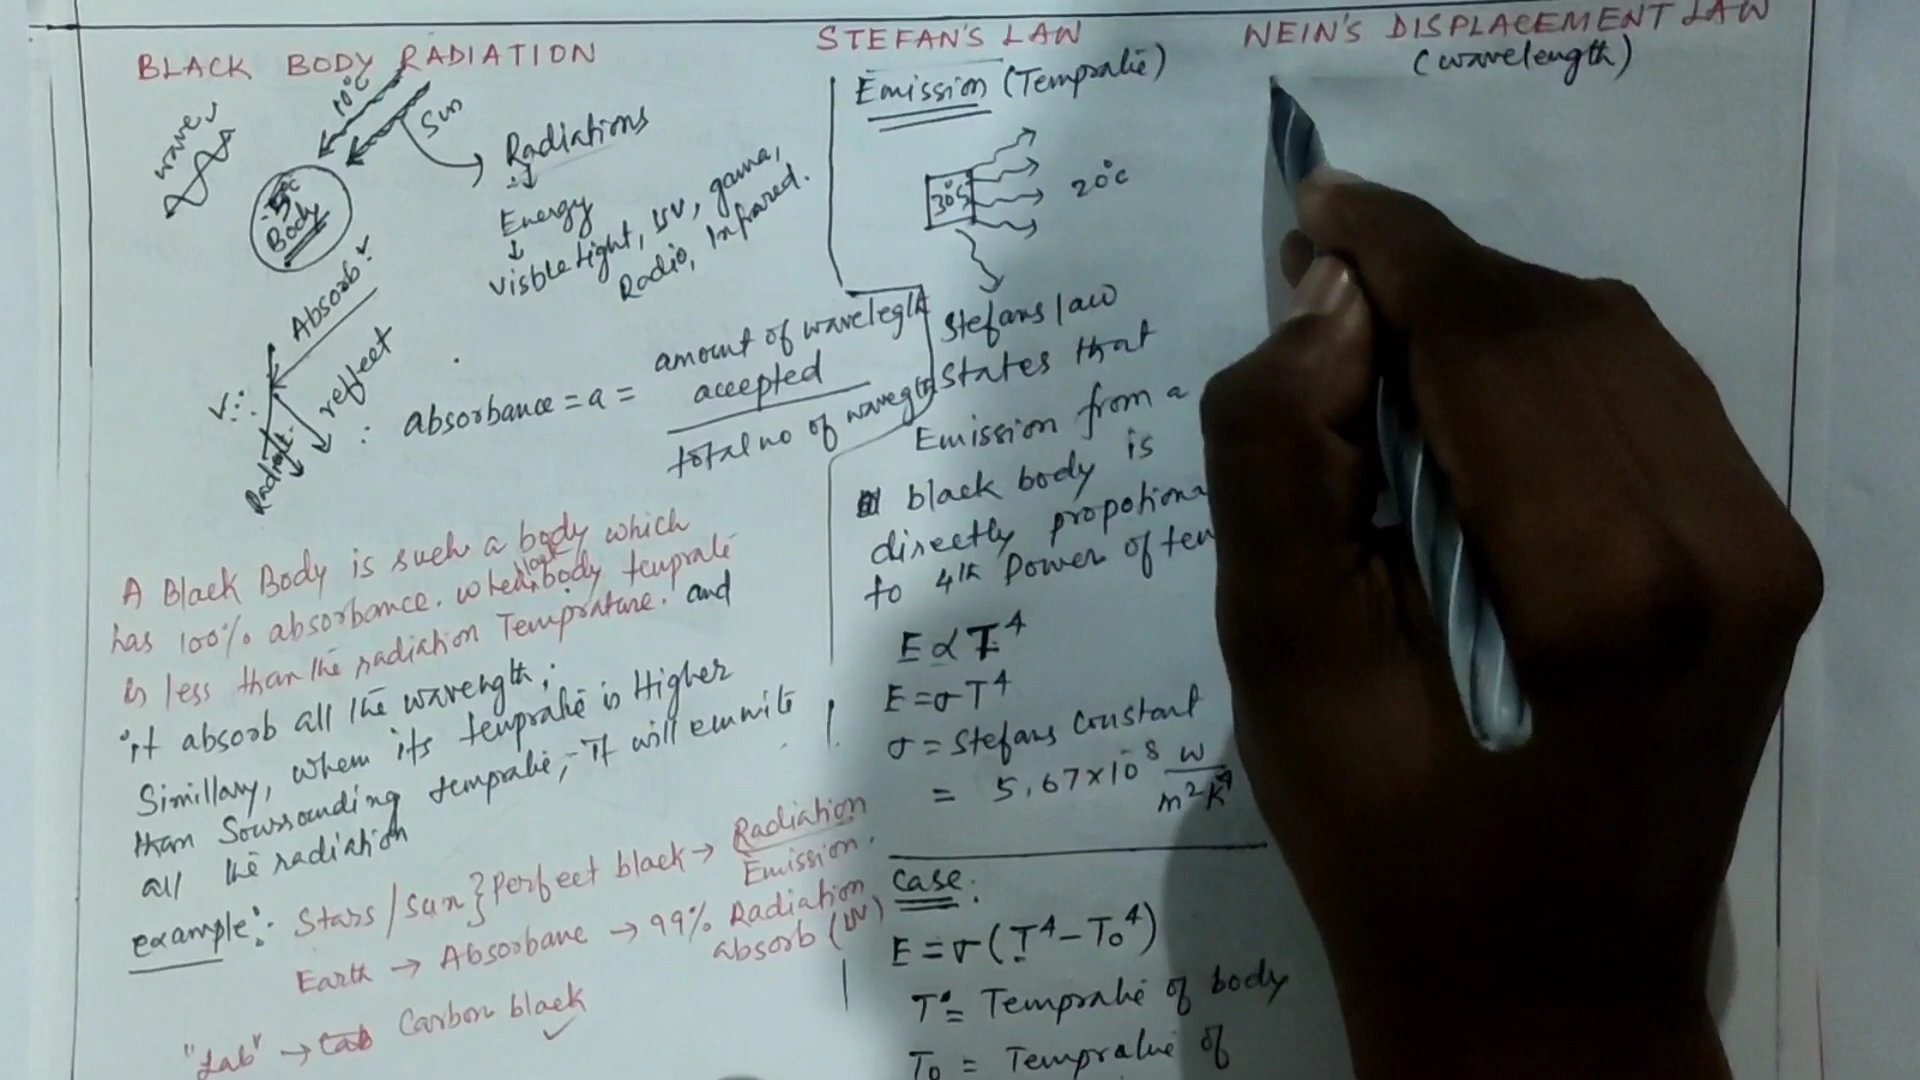 BLACK BODY RADIATION
wave
10°C
Sun
Body
Radiations
Energy
Visble light, UV, gama,
Radio, Infrared.
Absorb
reflect
Radiate.
absorbance = a = amount of wavelegth
accepted
total no of wavegth
A Black Body is such a body which
has 100% absorbance. when body temprate
is less than the radiation Temprature. and
it absorb all the wavength;
Simillary, when its temprate is Higher
than Sourrounding temprate, it will emmite
all the radiation
example:- Stars/Sun } Perfect black → Radiation
Emission.
Earth → Absorbane → 99% Radiation
absorb (UV)
"Lab" → Carbon black
STEFAN'S LAW
Emission (Temprate)
30°C
20°C
Stefans law
States that
Emission from a
black body is
directly propotiona
to 4th Power of tem
E α T⁴
E = σT⁴
σ = Stefans Constant
= 5.67×10⁻⁸ W/m²K⁴
Case:
E = σ(T⁴ - T₀⁴)
T = Temprate of body
T₀ = Temprate of
NEIN'S DISPLACEMENT LAW
(wavelength)